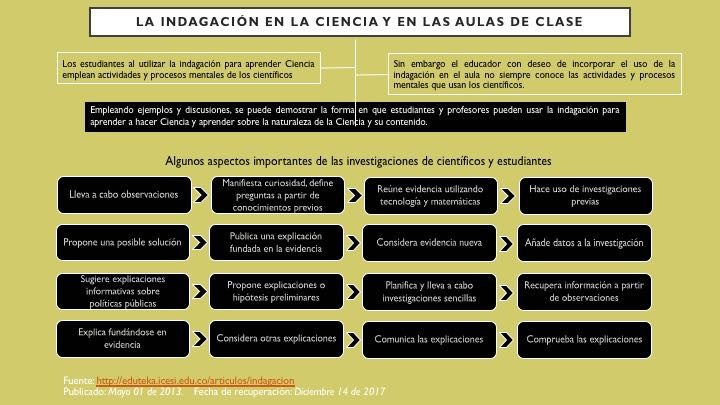 LA INDAGACIÓN EN LA CIENCIA Y EN LAS AULAS DE CLASE
Los estudiantes al utilizar la indagación para aprender Ciencia
emplean actividades y procesos mentales de los científicos
Sin embargo el educador con deseo de incorporar el uso de la
indagación en el aula no siempre conoce las actividades y procesos
mentales que usan los científicos.
Empleando ejemplos y discusiones, se puede demostrar la forma en que estudiantes y profesores pueden usar la indagación para
aprender a hacer Ciencia y aprender sobre la naturaleza de la Ciencia y su contenido.
Algunos aspectos importantes de las investigaciones de científicos y estudiantes
Lleva a cabo observaciones
Manifiesta curiosidad, define
preguntas a partir de
conocimientos previos
Reúne evidencia utilizando
tecnología y matemáticas
Hace uso de investigaciones
previas
Propone una posible solución
Publica una explicación
fundada en la evidencia
Considera evidencia nueva
Añade datos a la investigación
Sugiere explicaciones
informativas sobre
políticas públicas
Propone explicaciones o
hipótesis preliminares
Planifica y lleva a cabo
investigaciones sencillas
Recupera información a partir
de observaciones
Explica fundándose en
evidencia
Considera otras explicaciones
Comunica las explicaciones
Comprueba las explicaciones
Fuente: http://eduteka.icesi.edu.co/articulos/indagacion
Publicado: Mayo 01 de 2013. Fecha de recuperación: Diciembre 14 de 2017